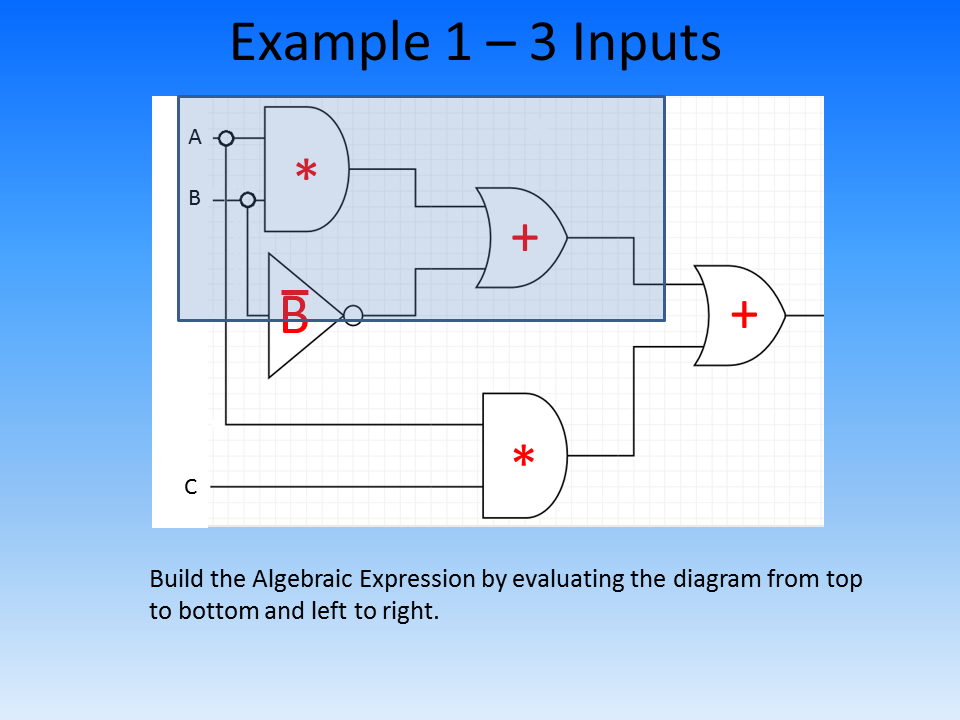 Example 1 – 3 Inputs
A
*
B
+
B̅
+
*
C
Build the Algebraic Expression by evaluating the diagram from top
to bottom and left to right.